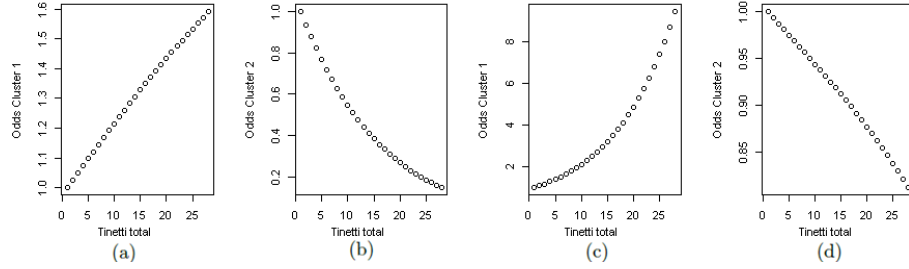 Odds Cluster 1
1.0 1.1 1.2 1.3 1.4 1.5 1.6
0 5 10 15 20 25
Tinetti total
(a)
Odds Cluster 2
0.2 0.4 0.6 0.8 1.0
0 5 10 15 20 25
Tinetti total
(b)
Odds Cluster 1
2 4 6 8
0 5 10 15 20 25
Tinetti total
(c)
Odds Cluster 2
0.85 0.90 0.95 1.00
0 5 10 15 20 25
Tinetti total
(d)